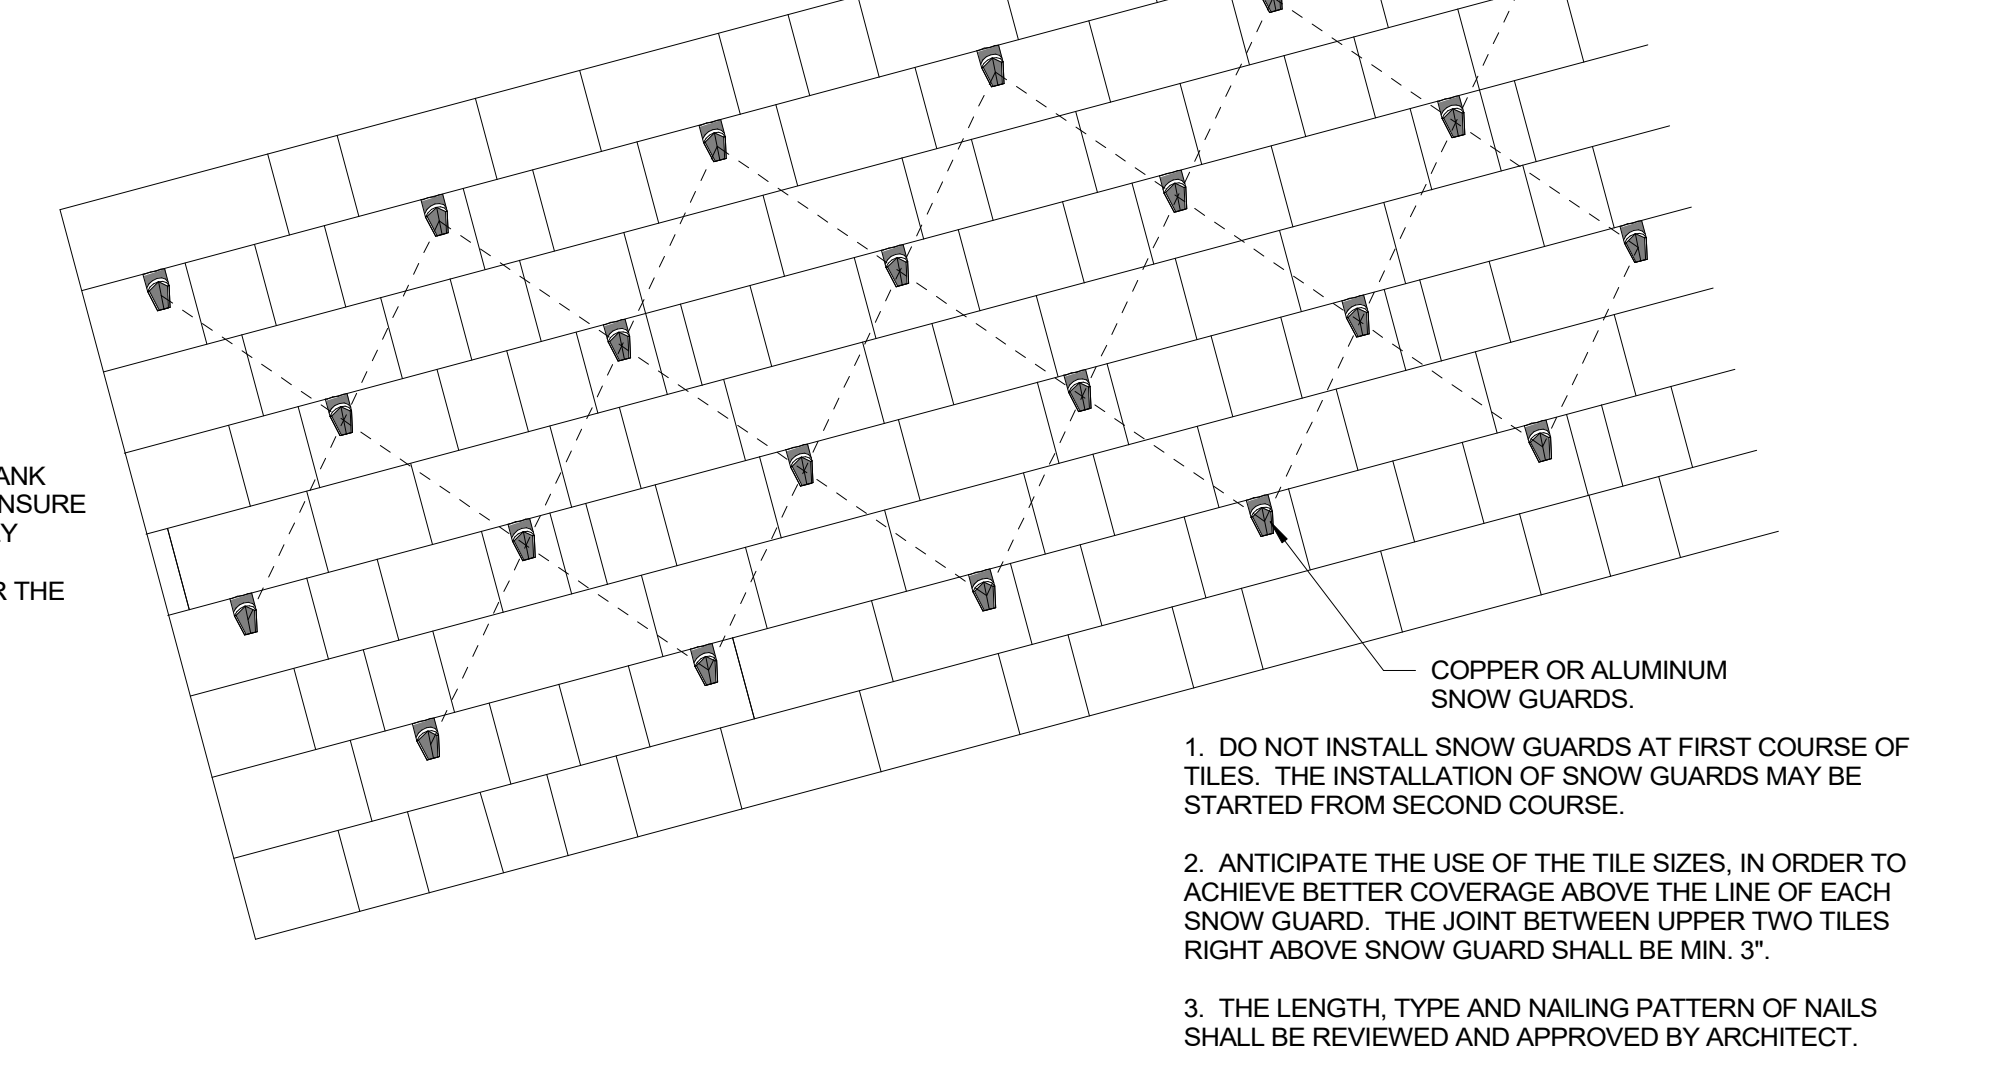 ANK
NSURE
Y
R THE
COPPER OR ALUMINUM
SNOW GUARDS.
1.  DO NOT INSTALL SNOW GUARDS AT FIRST COURSE OF
TILES.  THE INSTALLATION OF SNOW GUARDS MAY BE
STARTED FROM SECOND COURSE.
2.  ANTICIPATE THE USE OF THE TILE SIZES, IN ORDER TO
ACHIEVE BETTER COVERAGE ABOVE THE LINE OF EACH
SNOW GUARD.  THE JOINT BETWEEN UPPER TWO TILES
RIGHT ABOVE SNOW GUARD SHALL BE MIN. 3".
3.  THE LENGTH, TYPE AND NAILING PATTERN OF NAILS
SHALL BE REVIEWED AND APPROVED BY ARCHITECT.